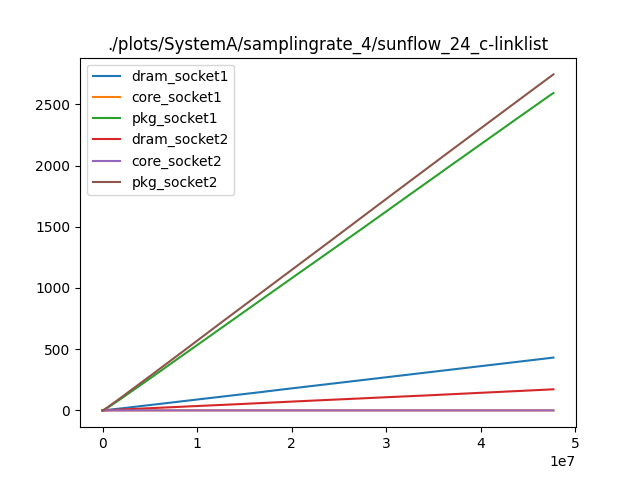 ./plots/SystemA/samplingrate_4/sunflow_24_c-linklist
dram_socket1
core_socket1
pkg_socket1
dram_socket2
core_socket2
pkg_socket2
2500
2000
1500
1000
500
0
0 1 2 3 4 5
1e7